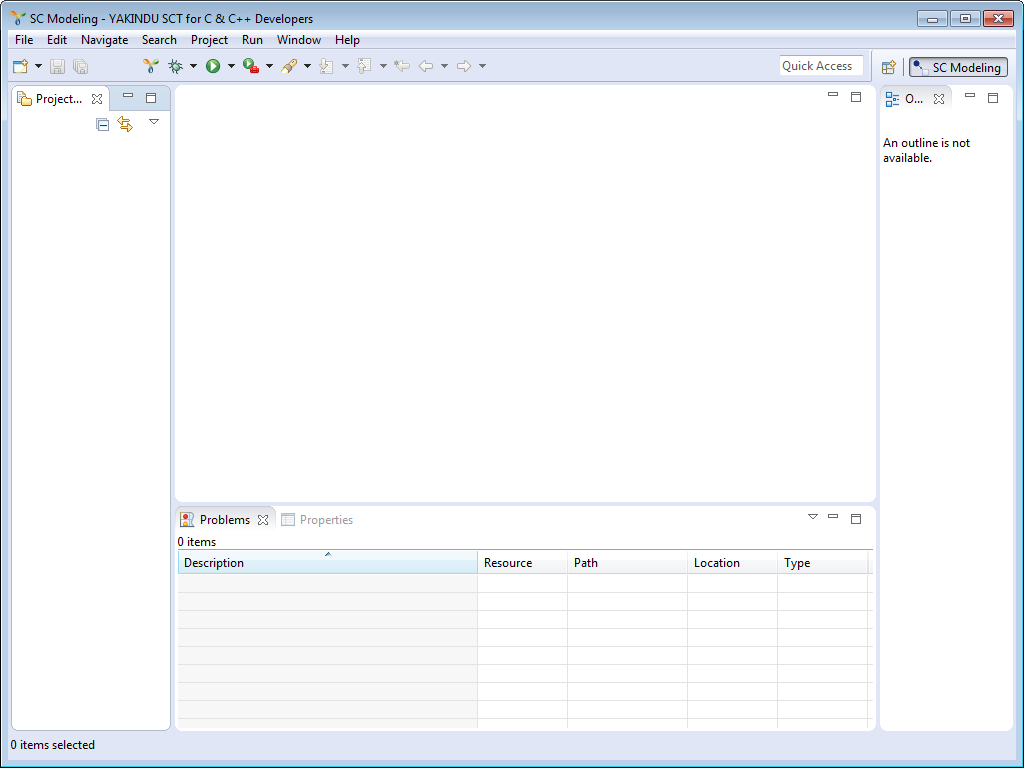 SC Modeling - YAKINDU SCT for C & C++ Developers
File Edit Navigate Search Project Run Window Help
Quick Access
SC Modeling
Project...
O...
An outline is not
available.
Problems
Properties
0 items
Description Resource Path Location Type
0 items selected